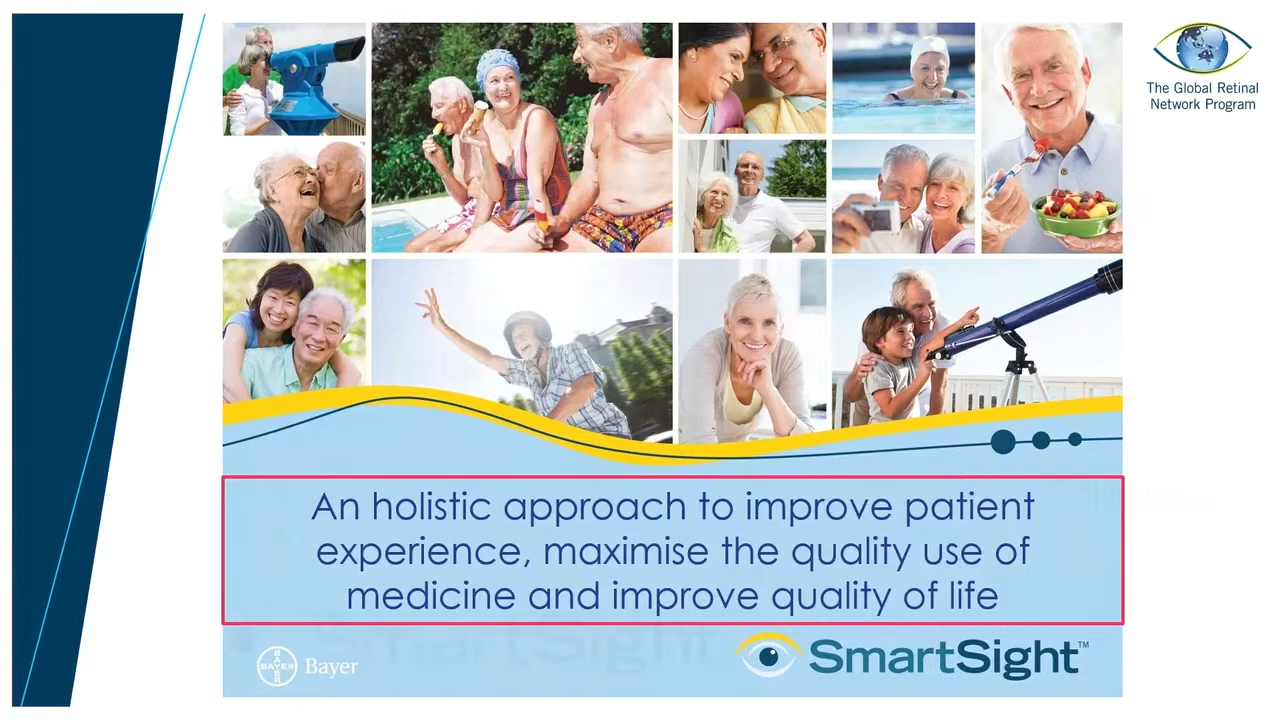 The Global Retinal
Network Program
An holistic approach to improve patient
experience, maximise the quality use of
medicine and improve quality of life
BAYER
BAYER
Bayer
SmartSight™